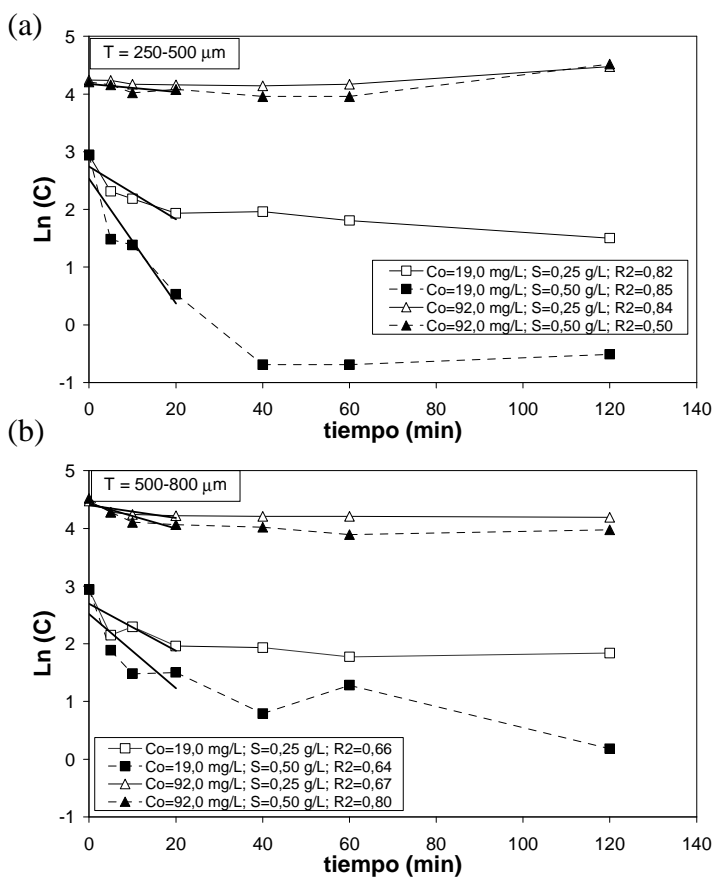 (a)
T = 250-500 μm
5
4
3
2
1
0
-1
Ln (C)
Co=19,0 mg/L; S=0,25 g/L; R2=0,82
Co=19,0 mg/L; S=0,50 g/L; R2=0,85
Co=92,0 mg/L; S=0,25 g/L; R2=0,84
Co=92,0 mg/L; S=0,50 g/L; R2=0,50
0 20 40 60 80 100 120 140
tiempo (min)
(b)
T = 500-800 μm
5
4
3
2
1
0
-1
Ln (C)
Co=19,0 mg/L; S=0,25 g/L; R2=0,66
Co=19,0 mg/L; S=0,50 g/L; R2=0,64
Co=92,0 mg/L; S=0,25 g/L; R2=0,67
Co=92,0 mg/L; S=0,50 g/L; R2=0,80
0 20 40 60 80 100 120 140
tiempo (min)